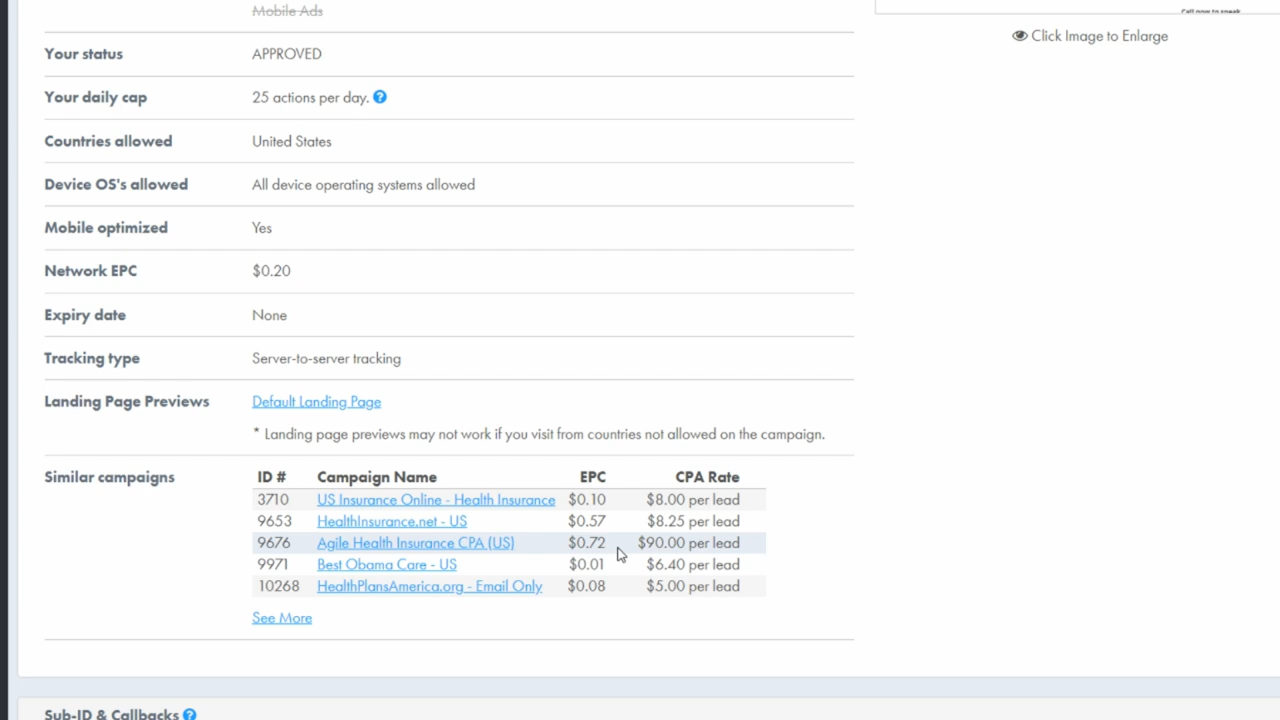 Mobile Ads
Call now to speak
Click Image to Enlarge
Your status APPROVED
Your daily cap 25 actions per day. ?
Countries allowed United States
Device OS's allowed All device operating systems allowed
Mobile optimized Yes
Network EPC $0.20
Expiry date None
Tracking type Server-to-server tracking
Landing Page Previews Default Landing Page
* Landing page previews may not work if you visit from countries not allowed on the campaign.
Similar campaigns ID # Campaign Name EPC CPA Rate
3710 US Insurance Online - Health Insurance $0.10 $8.00 per lead
9653 HealthInsurance.net - US $0.57 $8.25 per lead
9676 Agile Health Insurance CPA (US) $0.72 $90.00 per lead
9971 Best Obama Care - US $0.01 $6.40 per lead
10268 HealthPlansAmerica.org - Email Only $0.08 $5.00 per lead
See More
Sub-ID & Callbacks ?